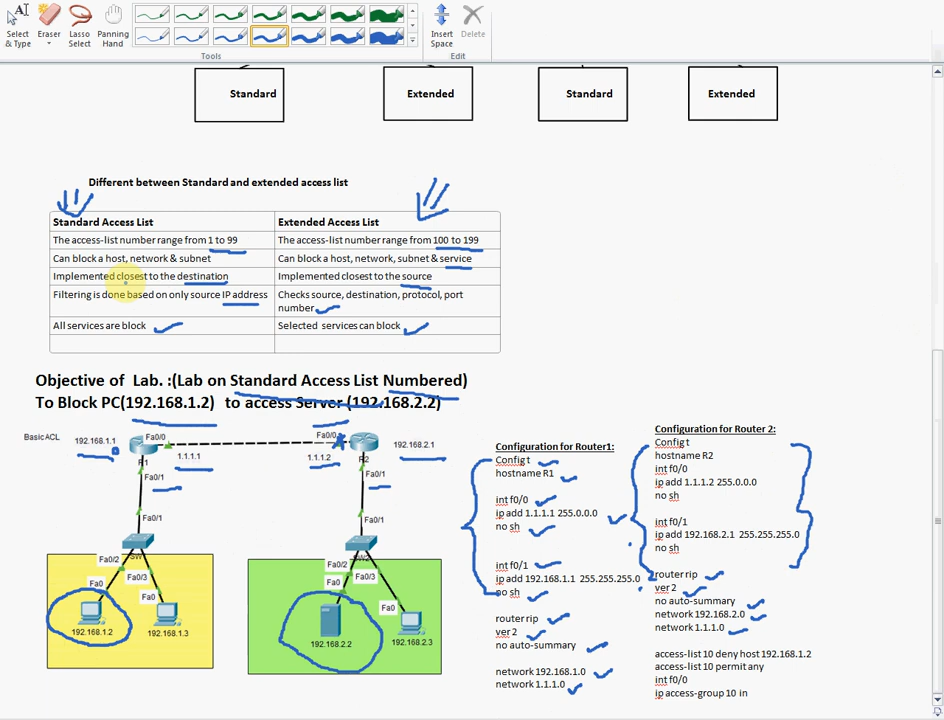 Select
& Type
Eraser
Lasso
Select
Panning
Hand
Insert
Space
Delete
Tools
Edit
Standard
Extended
Standard
Extended
Different between Standard and extended access list
Standard Access List
Extended Access List
The access-list number range from 1 to 99
The access-list number range from 100 to 199
Can block a host, network & subnet
Can block a host, network, subnet & service
Implemented closest to the destination
Implemented closest to the source
Filtering is done based on only source IP address
Checks source, destination, protocol, port
number
All services are block
Selected services can block
Objective of Lab. :(Lab on Standard Access List Numbered)
To Block PC(192.168.1.2) to access Server (192.168.2.2)
Basic ACL
192.168.1.1
Fa0/0
R1
1.1.1.1
Fa0/1
Fa0/0
1.1.1.2
R2
192.168.2.1
Fa0/1
Fa0/1
Fa0/2
Fa0/3
Fa0
Fa0
192.168.1.2
192.168.1.3
Fa0/1
SW2
Fa0/2
Fa0/3
Fa0
Fa0
192.168.2.2
192.168.2.3
Configuration for Router1:
Config t
hostname R1
int f0/0
ip add 1.1.1.1 255.0.0.0
no sh
int f0/1
ip add 192.168.1.1 255.255.255.0
no sh
router rip
ver 2
no auto-summary
network 192.168.1.0
network 1.1.1.0
Configuration for Router 2:
Config t
hostname R2
int f0/0
ip add 1.1.1.2 255.0.0.0
no sh
int f0/1
ip add 192.168.2.1 255.255.255.0
no sh
router rip
ver 2
no auto-summary
network 192.168.2.0
network 1.1.1.0
access-list 10 deny host 192.168.1.2
access-list 10 permit any
int f0/0
ip access-group 10 in